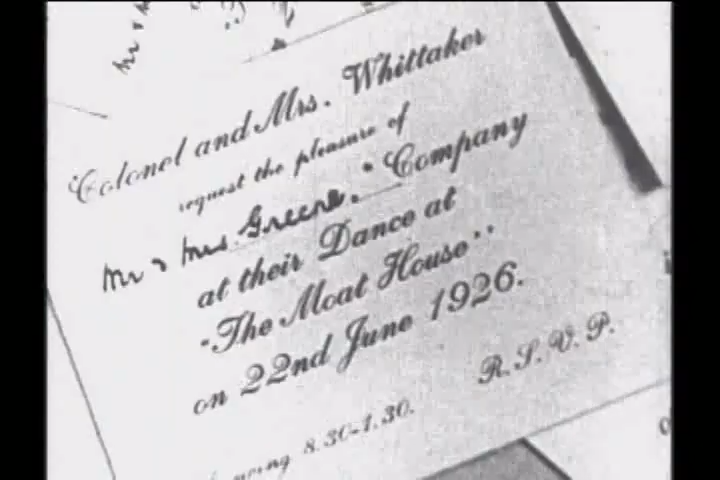 Mr &
Colonel and Mrs. Whittaker
request the pleasure of
Mr & Mrs. Greene. " Company
at their Dance at
"The Moat House"
on 22nd June 1926.
R.S.V.P.
8.30-1.30.